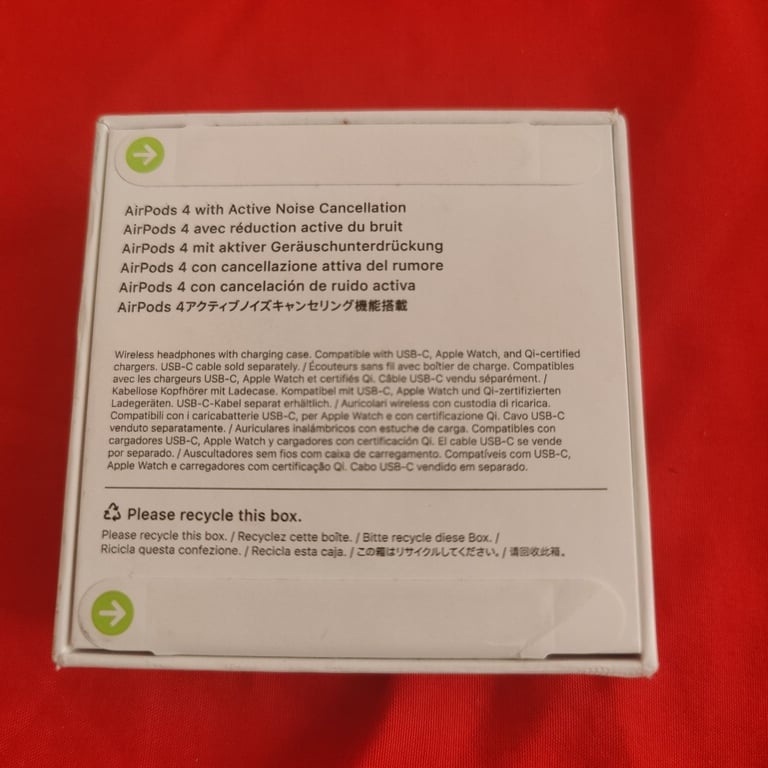 AirPods 4 with Active Noise Cancellation
AirPods 4 avec réduction active du bruit
AirPods 4 mit aktiver Geräuschunterdrückung
AirPods 4 con cancellazione attiva del rumore
AirPods 4 con cancelación de ruido activa
AirPods 4アクティブノイズキャンセリング機能搭載
Wireless headphones with charging case. Compatible with USB-C, Apple Watch, and Qi-certified
chargers. USB-C cable sold separately. / Écouteurs sans fil avec boîtier de charge. Compatibles
avec les chargeurs USB-C, Apple Watch et certifiés Qi. Câble USB-C vendu séparément. /
Kabellose Kopfhörer mit Ladecase. Kompatibel mit USB-C, Apple Watch und Qi-zertifizierten
Ladegeräten. USB-C-Kabel separat erhältlich. / Auricolari wireless con custodia di ricarica.
Compatibili con i caricabatterie USB-C, per Apple Watch e con certificazione Qi. Cavo USB-C
venduto separatamente. / Auriculares inalámbricos con estuche de carga. Compatibles con
cargadores USB-C, Apple Watch y cargadores con certificación Qi. El cable USB-C se vende
por separado. / Auscultadores sem fios com caixa de carregamento. Compatíveis com USB-C,
Apple Watch e carregadores com certificação Qi. Cabo USB-C vendido em separado.
Please recycle this box.
Please recycle this box. / Recyclez cette boîte. / Bitte recycle diese Box. /
Ricicla questa confezione. / Recicla esta caja. / この箱はリサイクルしてください。/ 请回收此箱。